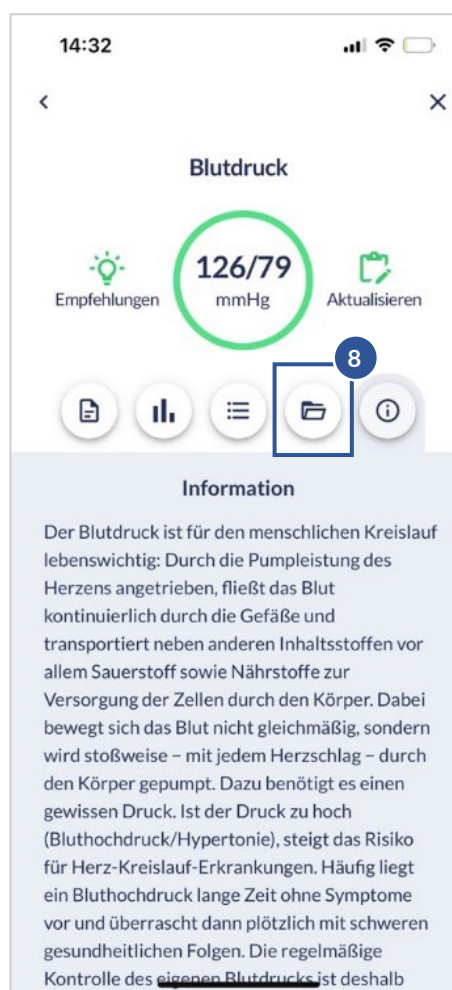 14:32
Blutdruck
126/79
mmHg
Empfehlungen
Aktualisieren
8
Information
Der Blutdruck ist für den menschlichen Kreislauf
lebenswichtig: Durch die Pumpleistung des
Herzens angetrieben, fließt das Blut
kontinuierlich durch die Gefäße und
transportiert neben anderen Inhaltsstoffen vor
allem Sauerstoff sowie Nährstoffe zur
Versorgung der Zellen durch den Körper. Dabei
bewegt sich das Blut nicht gleichmäßig, sondern
wird stoßweise – mit jedem Herzschlag – durch
den Körper gepumpt. Dazu benötigt es einen
gewissen Druck. Ist der Druck zu hoch
(Bluthochdruck/Hypertonie), steigt das Risiko
für Herz-Kreislauf-Erkrankungen. Häufig liegt
ein Bluthochdruck lange Zeit ohne Symptome
vor und überrascht dann plötzlich mit schweren
gesundheitlichen Folgen. Die regelmäßige
Kontrolle des eigenen Blutdrucks ist deshalb